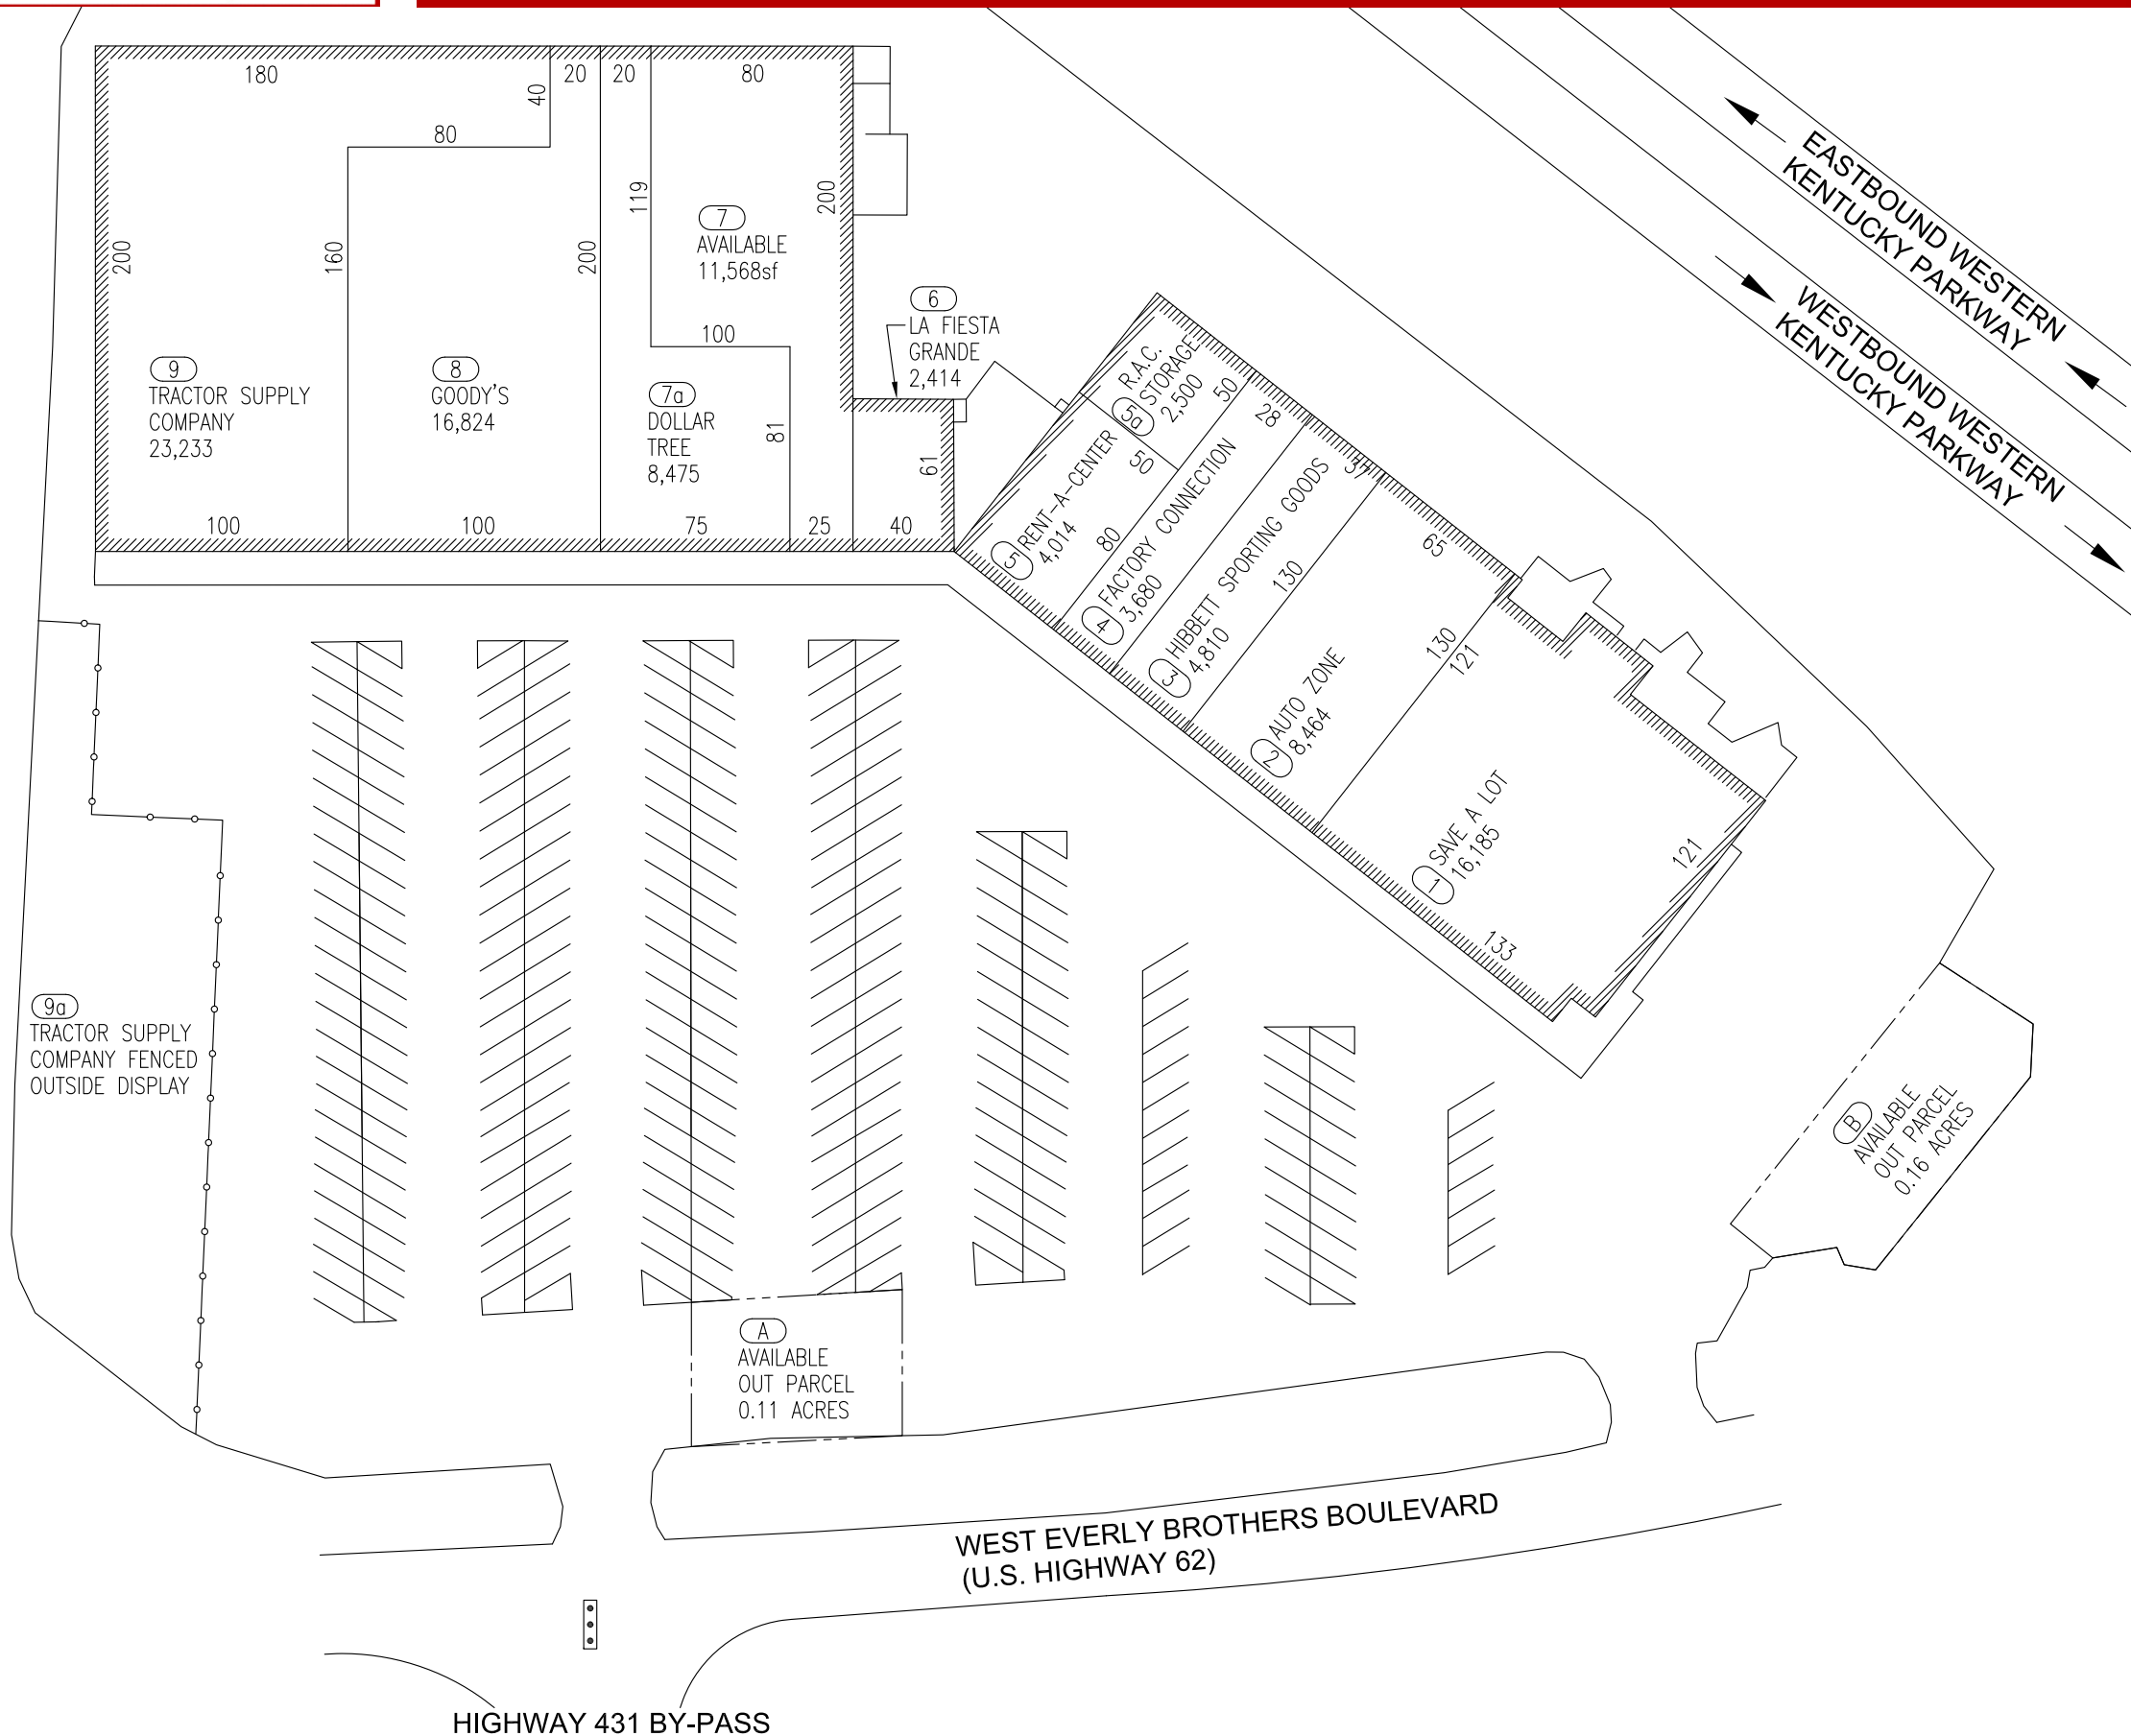 180
20
20
80
40
80
119
200
200
160
200
100
81
61
100
100
75
25
40
9
TRACTOR SUPPLY
COMPANY
23,233
8
GOODY'S
16,824
7
AVAILABLE
11,568sf
7a
DOLLAR
TREE
8,475
6
LA FIESTA
GRANDE
2,414
R.A.C.
STORAGE
5a
2,500
50
50
28
37
65
5
RENT-A-CENTER
4,014
80
4
FACTORY CONNECTION
3,680
3
HIBBETT SPORTING GOODS
4,810
130
2
AUTO ZONE
8,464
130
121
1
SAVE A LOT
16,185
121
133
EASTBOUND WESTERN
KENTUCKY PARKWAY
WESTBOUND WESTERN
KENTUCKY PARKWAY
9a
TRACTOR SUPPLY
COMPANY FENCED
OUTSIDE DISPLAY
B
AVAILABLE
OUT PARCEL
0.16 ACRES
A
AVAILABLE
OUT PARCEL
0.11 ACRES
WEST EVERLY BROTHERS BOULEVARD
(U.S. HIGHWAY 62)
HIGHWAY 431 BY-PASS